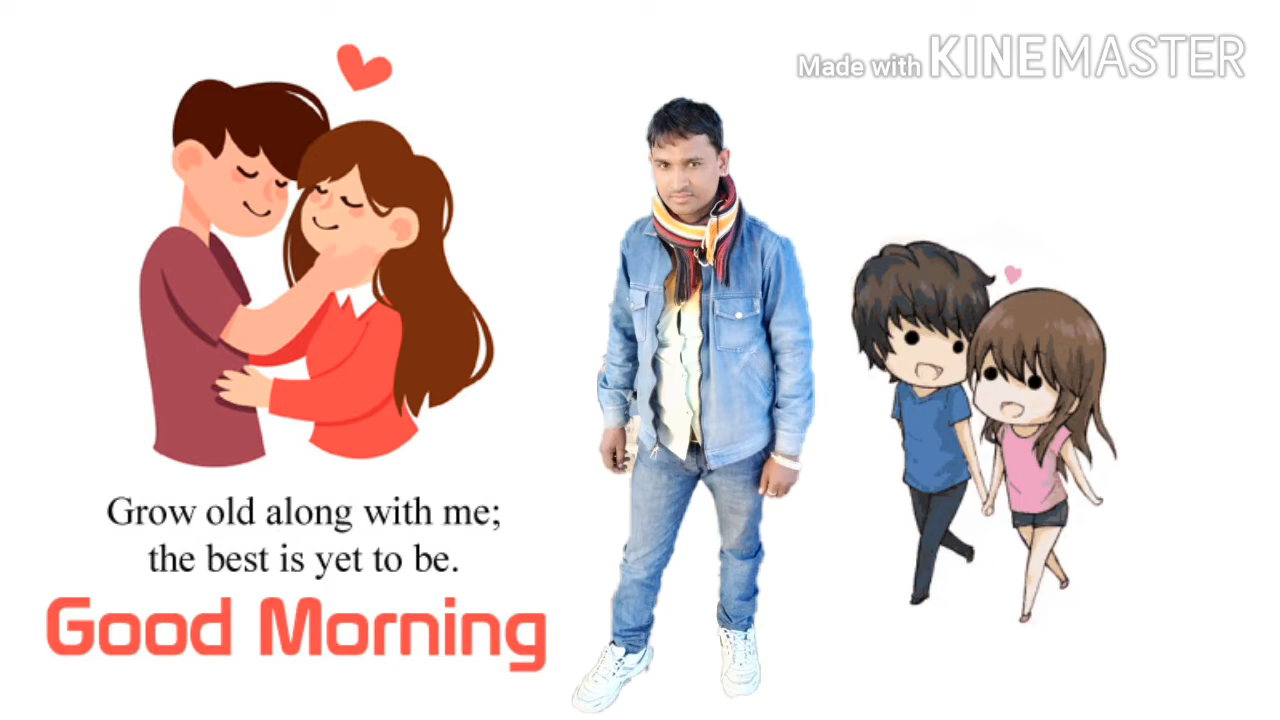 Made with KINEMASTER
Grow old along with me;
the best is yet to be.
Good Morning